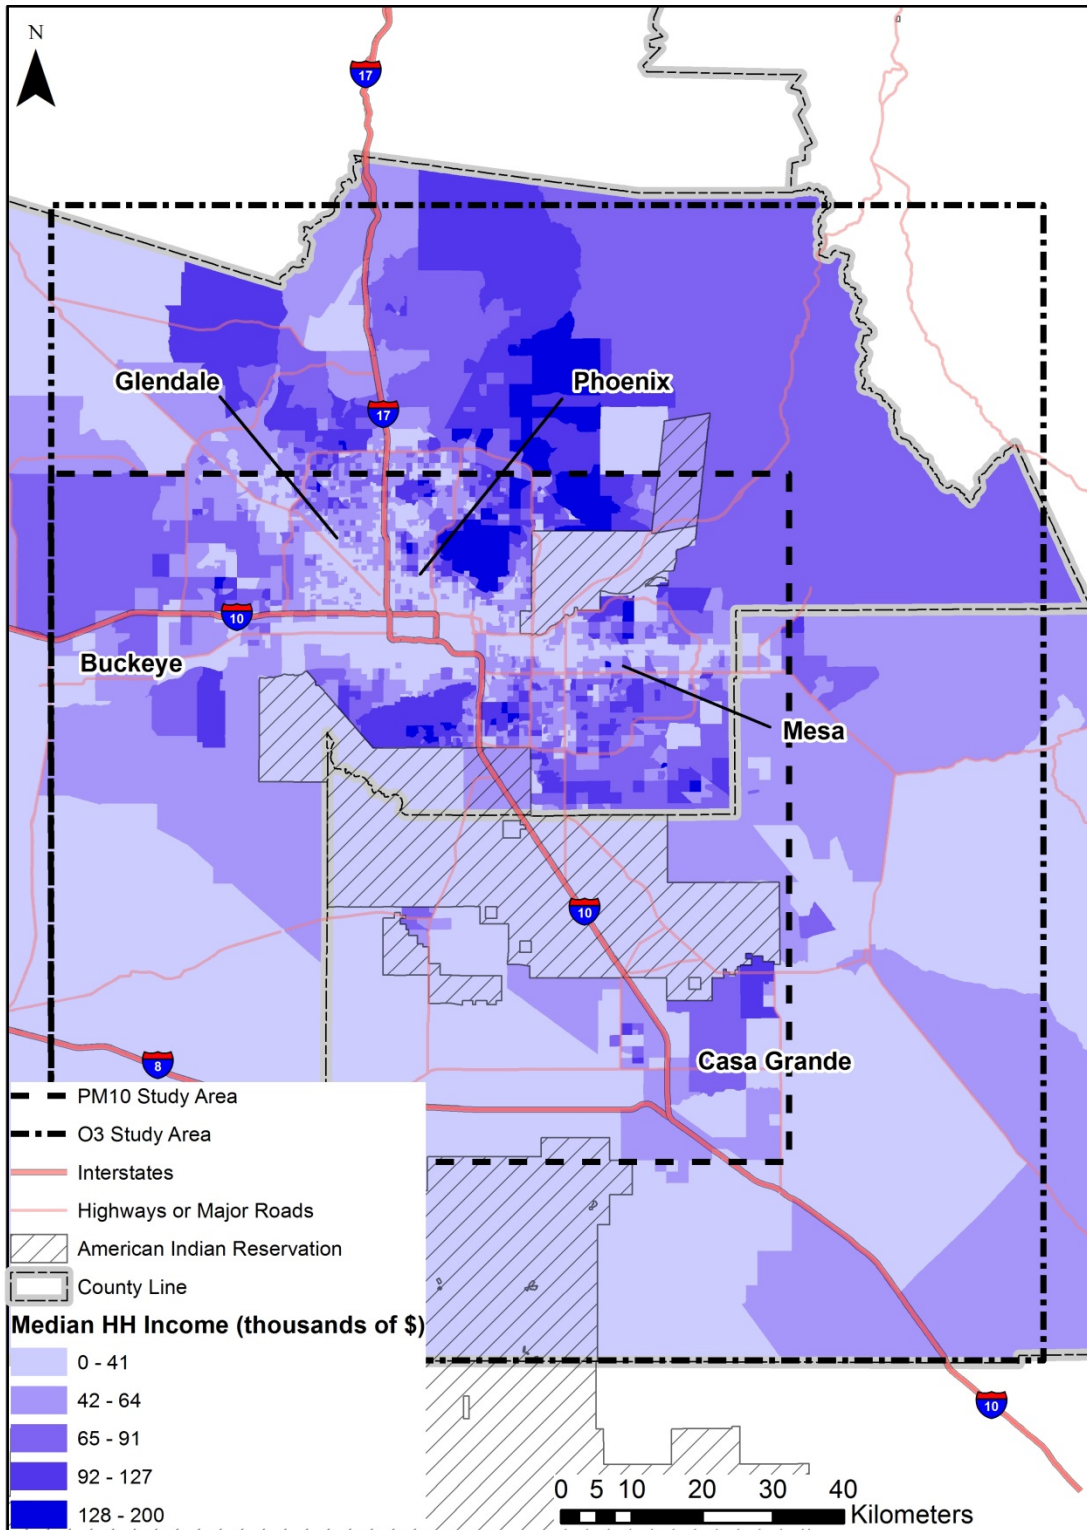 N
17
Glendale
Phoenix
17
10
Buckeye
Mesa
10
Casa Grande
8
PM10 Study Area
O3 Study Area
Interstates
Highways or Major Roads
American Indian Reservation
County Line
Median HH Income (thousands of $)
0 - 41
42 - 64
65 - 91
92 - 127
128 - 200
10
0 5 10 20 30 40
Kilometers